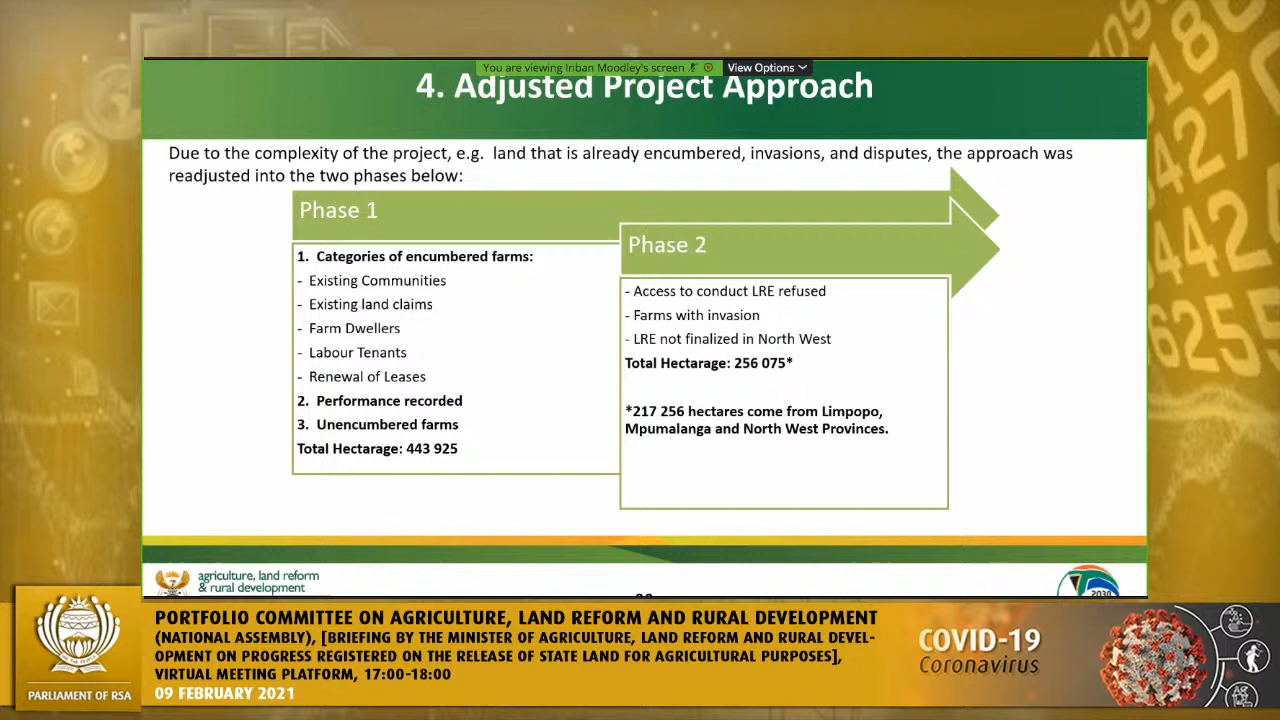 You are viewing Inban Moodley's screen
View Options
4. Adjusted Project Approach
Due to the complexity of the project, e.g. land that is already encumbered, invasions, and disputes, the approach was
readjusted into the two phases below:
Phase 1
1. Categories of encumbered farms:
- Existing Communities
- Existing land claims
- Farm Dwellers
- Labour Tenants
- Renewal of Leases
2. Performance recorded
3. Unencumbered farms
Total Hectarage: 443 925
Phase 2
- Access to conduct LRE refused
- Farms with invasion
- LRE not finalized in North West
Total Hectarage: 256 075*
*217 256 hectares come from Limpopo,
Mpumalanga and North West Provinces.
agriculture, land reform
& rural development
2030
PORTFOLIO COMMITTEE ON AGRICULTURE, LAND REFORM AND RURAL DEVELOPMENT
(NATIONAL ASSEMBLY), [BRIEFING BY THE MINISTER OF AGRICULTURE, LAND REFORM AND RURAL DEVEL-
OPMENT ON PROGRESS REGISTERED ON THE RELEASE OF STATE LAND FOR AGRICULTURAL PURPOSES],
VIRTUAL MEETING PLATFORM, 17:00-18:00
09 FEBRUARY 2021
PARLIAMENT OF RSA
COVID-19
Coronavirus